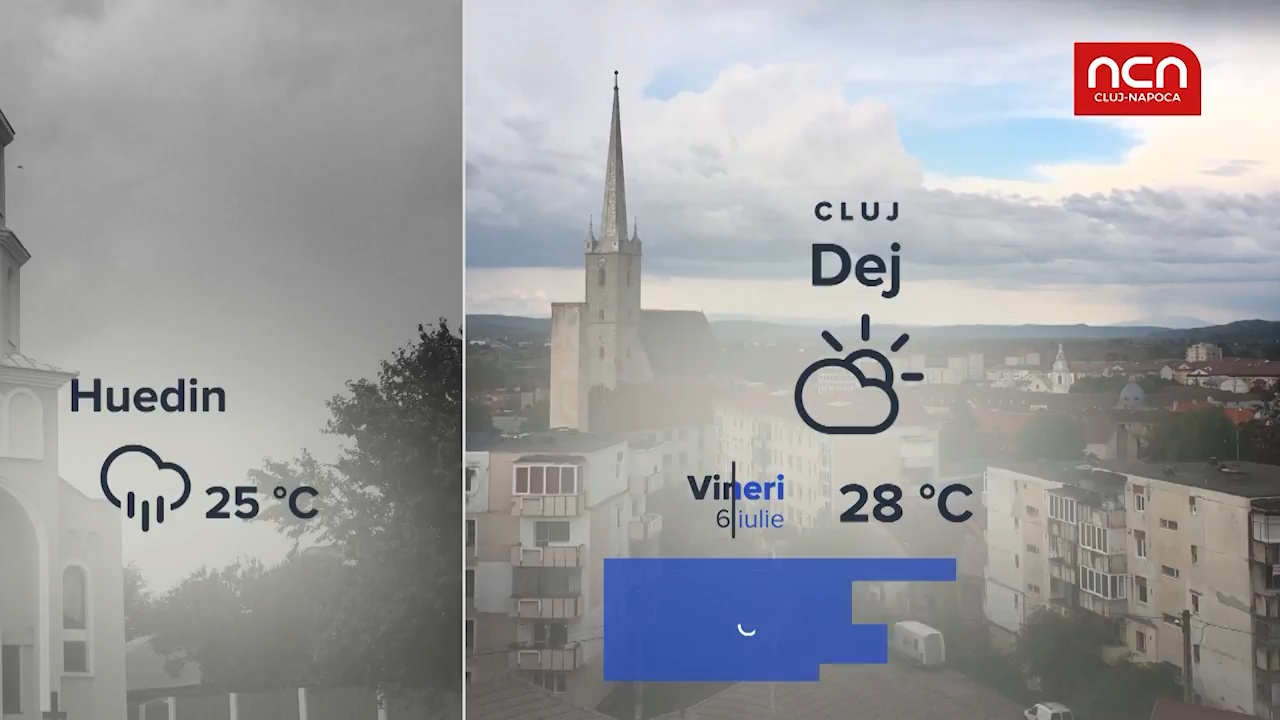 ncn
CLUJ-NAPOCA
Huedin
25 °C
CLUJ
Dej
Vineri
6 iulie
28 °C